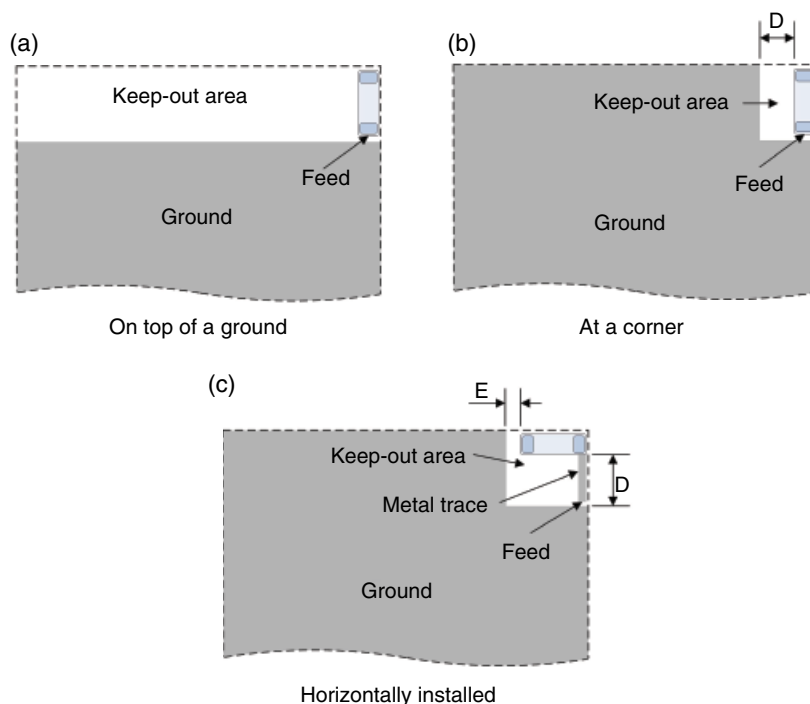 (a)
Keep-out area
Feed
Ground
On top of a ground
(b)
D
Keep-out area
Feed
Ground
At a corner
(c)
E
Keep-out area
D
Metal trace
Feed
Ground
Horizontally installed